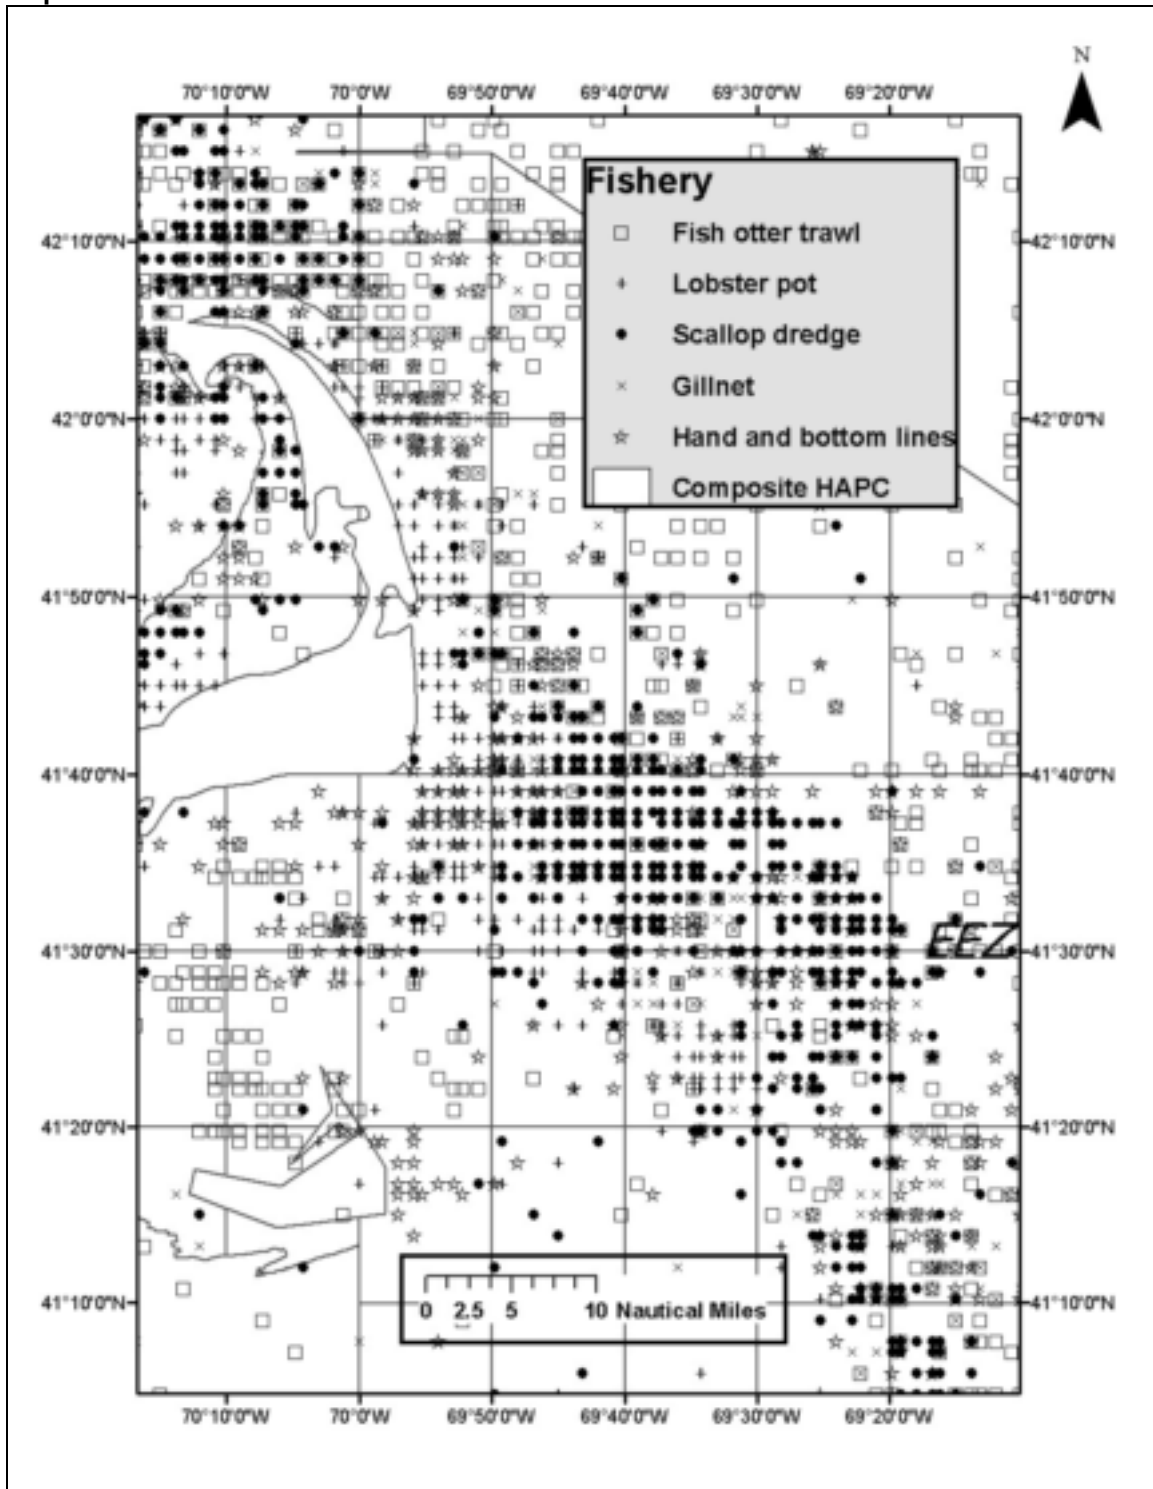 N
70°10'0"W 70°0'W 69°50'0"W 69°40'0"W 69°30'0"W 69°20'0"W
Fishery
Fish otter trawl
Lobster pot
Scallop dredge
Gillnet
Hand and bottom lines
Composite HAPC
42°10'0"N 42°10'0"N
42°0'0"N 42°0'0"N
41°50'0"N 41°50'0"N
41°40'0"N 41°40'0"N
EEZ
41°30'0"N 41°30'0"N
41°20'0"N 41°20'0"N
41°10'0"N 41°10'0"N
0 2.5 5 10 Nautical Miles
70°10'0"W 70°0'W 69°50'0"W 69°40'0"W 69°30'0"W 69°20'0"W